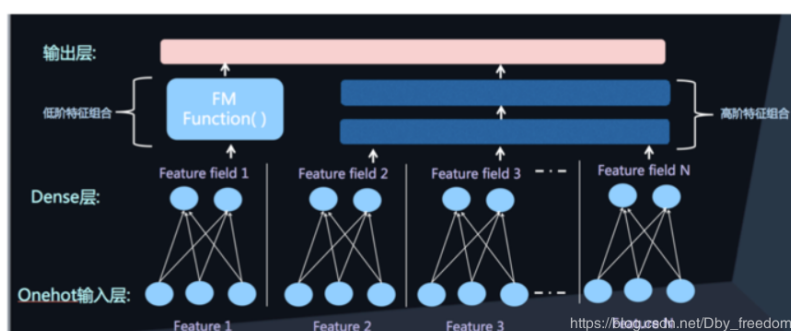 输出层:
低阶特征组合
FM
Function( )
高阶特征组合
Feature field 1
Feature field 2
Feature field 3
Feature field N
Dense层:
Onehot输入层:
Feature 1
Feature 2
Feature 3
https://blog.csdn.net/Dby_freedom